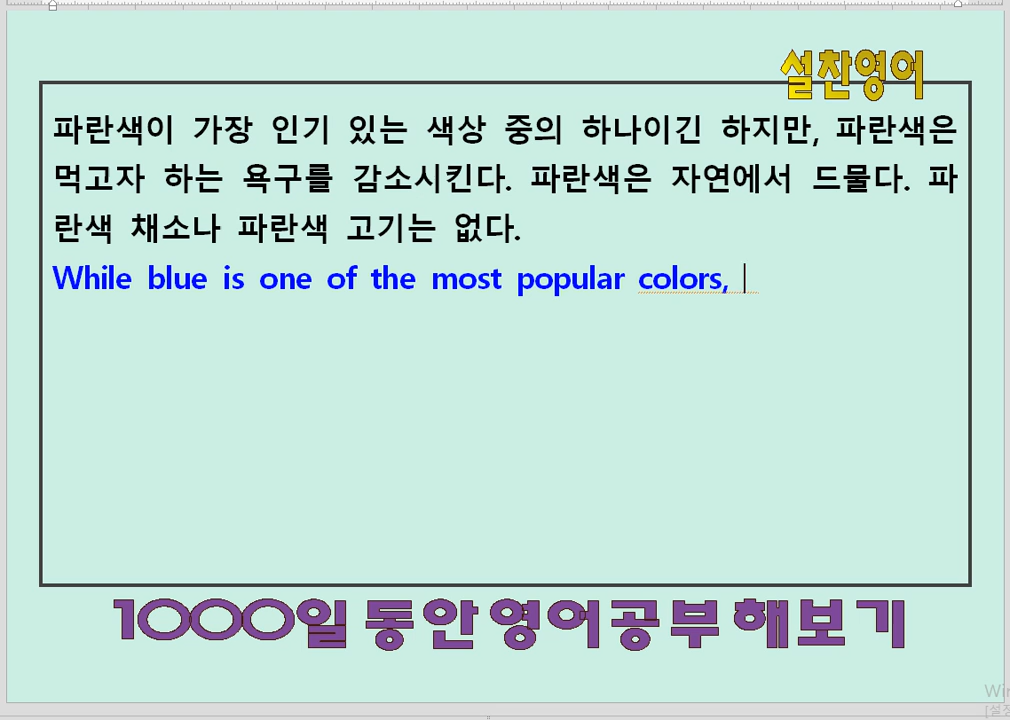 설찬영어
파란색이 가장 인기 있는 색상 중의 하나이긴 하지만, 파란색은
먹고자 하는 욕구를 감소시킨다. 파란색은 자연에서 드물다. 파
란색 채소나 파란색 고기는 없다.
While blue is one of the most popular colors,
1000일 동안 영어공부 해보기